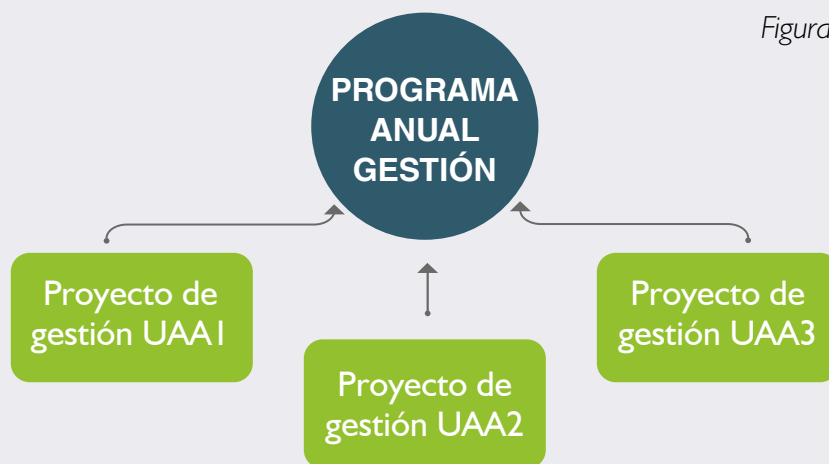 Figura
PROGRAMA
ANUAL
GESTIÓN
Proyecto de
gestión UAA1
Proyecto de
gestión UAA3
Proyecto de
gestión UAA2